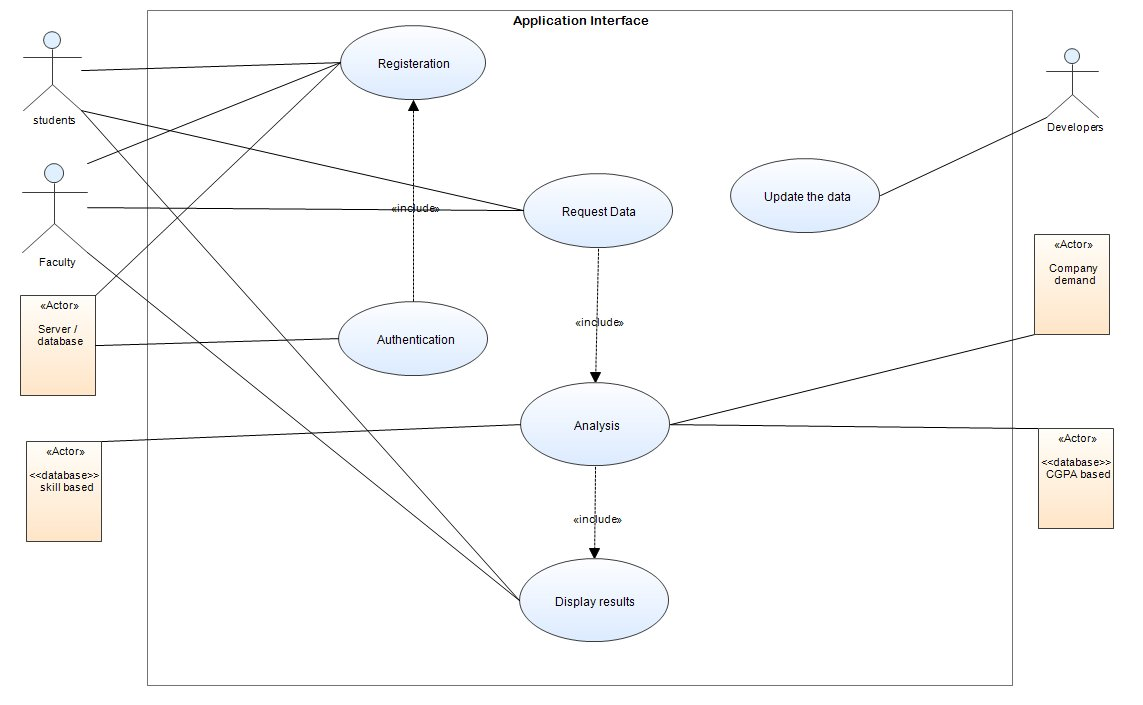 Application Interface
Registeration
students
Developers
«include»
Request Data
Update the data
Faculty
«Actor»
Company
demand
«Actor»
Server /
database
«include»
Authentication
Analysis
«Actor»
<<database>>
CGPA based
«Actor»
<<database>>
skill based
«include»
Display results